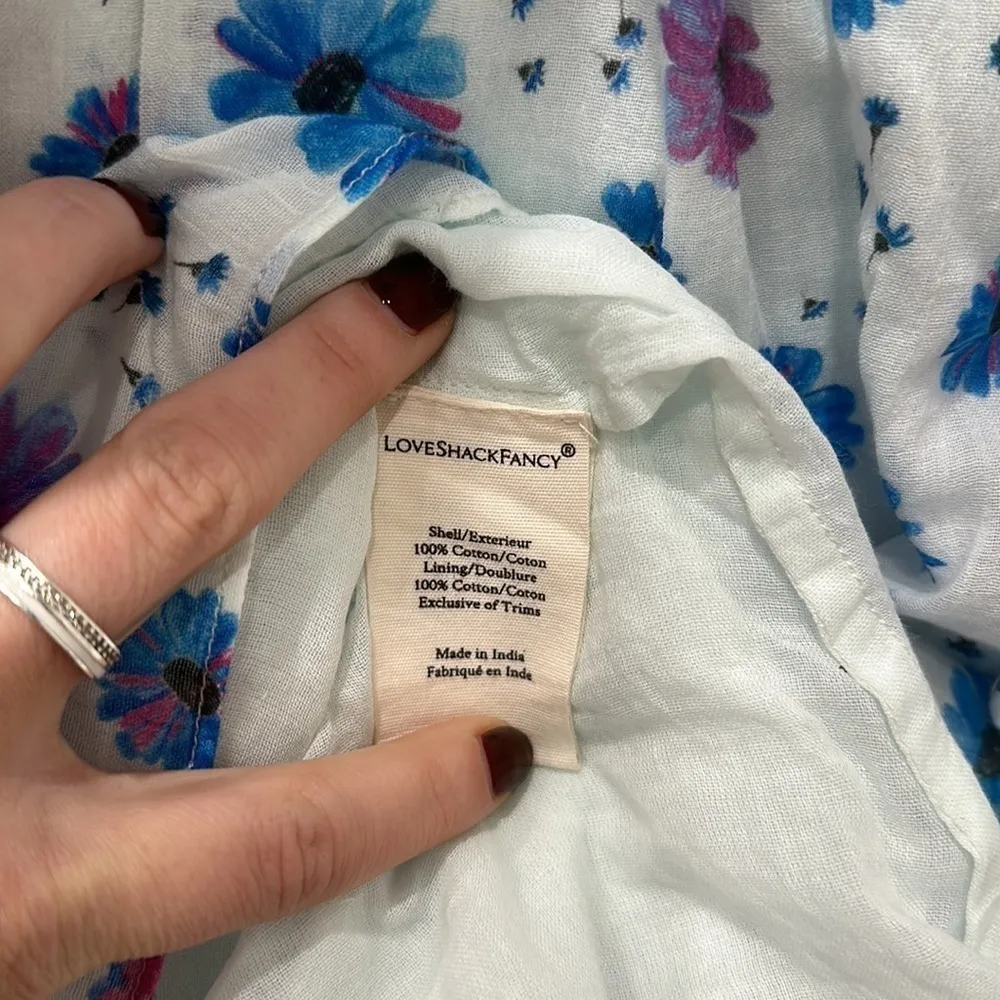 LOVESHACKFANCY®
Shell/Exterieur
100% Cotton/Coton
Lining/Doublure
100% Cotton/Coton
Exclusive of Trims
Made in India
Fabriqué en Inde